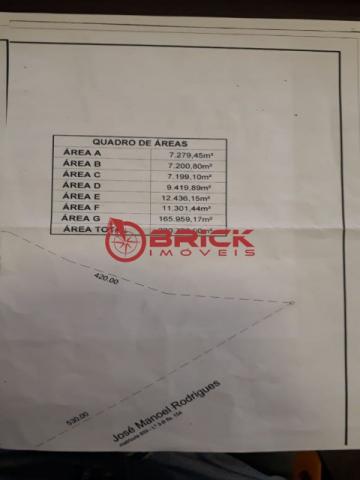 QUADRO DE ÁREAS
ÁREA A 7.279,45m²
ÁREA B 7.200,80m²
ÁREA C 7.199,10m²
ÁREA D 9.419,89m²
ÁREA E 12.436,15m²
ÁREA F 11.301,44m²
ÁREA G 165.959,17m²
ÁREA
BRICK
IMÓVEIS
420.00
530.00
José Manoel Rodrigues